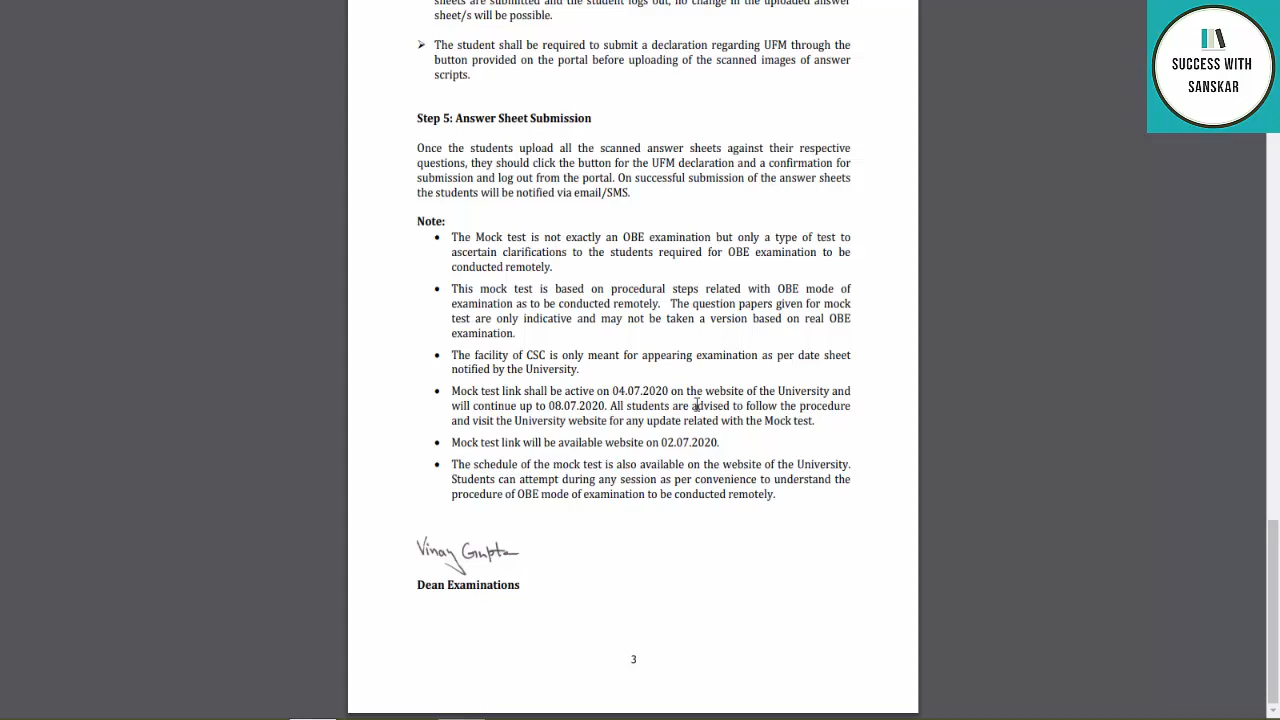 sheets are submitted and the student logs out, no change in the uploaded answer
sheet/s will be possible.
➢ The student shall be required to submit a declaration regarding UFM through the
button provided on the portal before uploading of the scanned images of answer
scripts.
Step 5: Answer Sheet Submission
Once the students upload all the scanned answer sheets against their respective
questions, they should click the button for the UFM declaration and a confirmation for
submission and log out from the portal. On successful submission of the answer sheets
the students will be notified via email/SMS.
Note:
• The Mock test is not exactly an OBE examination but only a type of test to
ascertain clarifications to the students required for OBE examination to be
conducted remotely.
• This mock test is based on procedural steps related with OBE mode of
examination as to be conducted remotely. The question papers given for mock
test are only indicative and may not be taken a version based on real OBE
examination.
• The facility of CSC is only meant for appearing examination as per date sheet
notified by the University.
• Mock test link shall be active on 04.07.2020 on the website of the University and
will continue up to 08.07.2020. All students are advised to follow the procedure
and visit the University website for any update related with the Mock test.
• Mock test link will be available website on 02.07.2020.
• The schedule of the mock test is also available on the website of the University.
Students can attempt during any session as per convenience to understand the
procedure of OBE mode of examination to be conducted remotely.
Vinay Gupta
Dean Examinations
3
SUCCESS WITH
SANSKAR